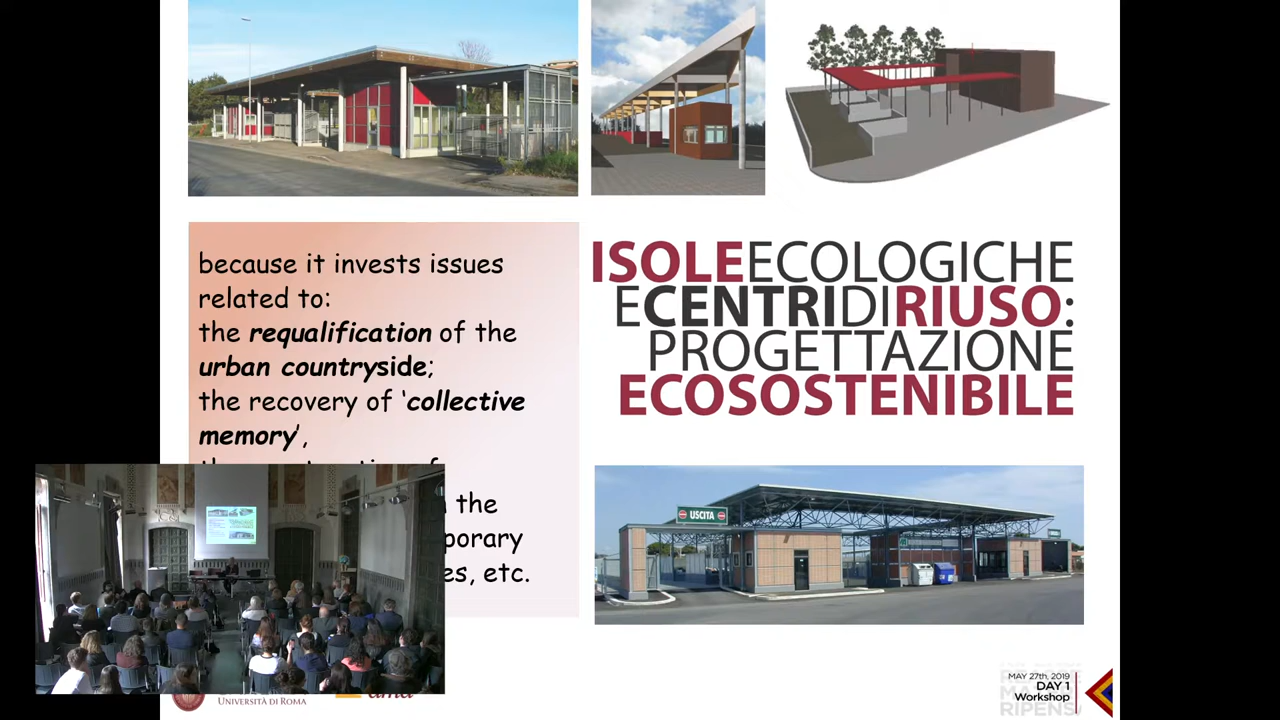 because it invests issues
related to:
the requalification of the
urban countryside;
the recovery of ‘collective
memory’,
the
porary
es, etc.
ISOLEECOLOGICHE
ECENTRIDIRIUSO:
PROGETTAZIONE
ECOSOSTENIBILE
USCITA
UNIVERSITÀ DI ROMA
MAY 27th, 2019
DAY 1
Workshop
RIPENS